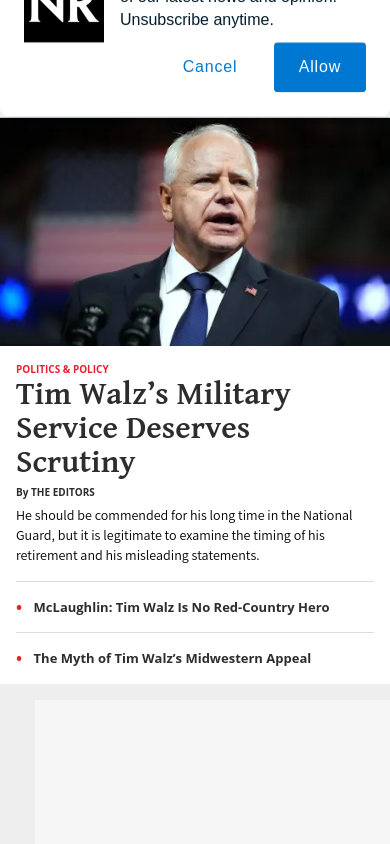 NR
of our latest news and opinion.
Unsubscribe anytime.
Cancel
Allow
POLITICS & POLICY
Tim Walz’s Military
Service Deserves
Scrutiny
By THE EDITORS
He should be commended for his long time in the National
Guard, but it is legitimate to examine the timing of his
retirement and his misleading statements.
McLaughlin: Tim Walz Is No Red-Country Hero
The Myth of Tim Walz’s Midwestern Appeal